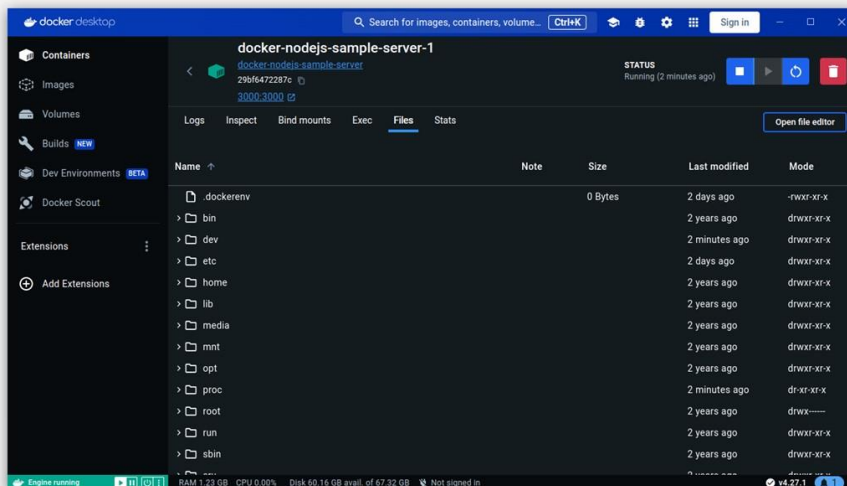 docker desktop
Search for images, containers, volume... Ctrl+K
Sign in
Containers
Images
Volumes
Builds NEW
Dev Environments BETA
Docker Scout
Extensions
Add Extensions
docker-nodejs-sample-server-1
docker-nodejs-sample-server
29bf6472287c
3000:3000
STATUS
Running (2 minutes ago)
Logs Inspect Bind mounts Exec Files Stats
Open file editor
Name Note Size Last modified Mode
.dockerenv 0 Bytes 2 days ago -rwxr-xr-x
bin 2 years ago drwxr-xr-x
dev 2 minutes ago drwxr-xr-x
etc 2 days ago drwxr-xr-x
home 2 years ago drwxr-xr-x
lib 2 years ago drwxr-xr-x
media 2 years ago drwxr-xr-x
mnt 2 years ago drwxr-xr-x
opt 2 years ago drwxr-xr-x
proc 2 minutes ago dr-xr-xr-x
root 2 years ago drwx------
run 2 years ago drwxr-xr-x
sbin 2 years ago drwxr-xr-x
Engine running
RAM 1.23 GB CPU 0.00% Disk 60.16 GB avail. of 67.32 GB Not signed in
v4.27.1 1